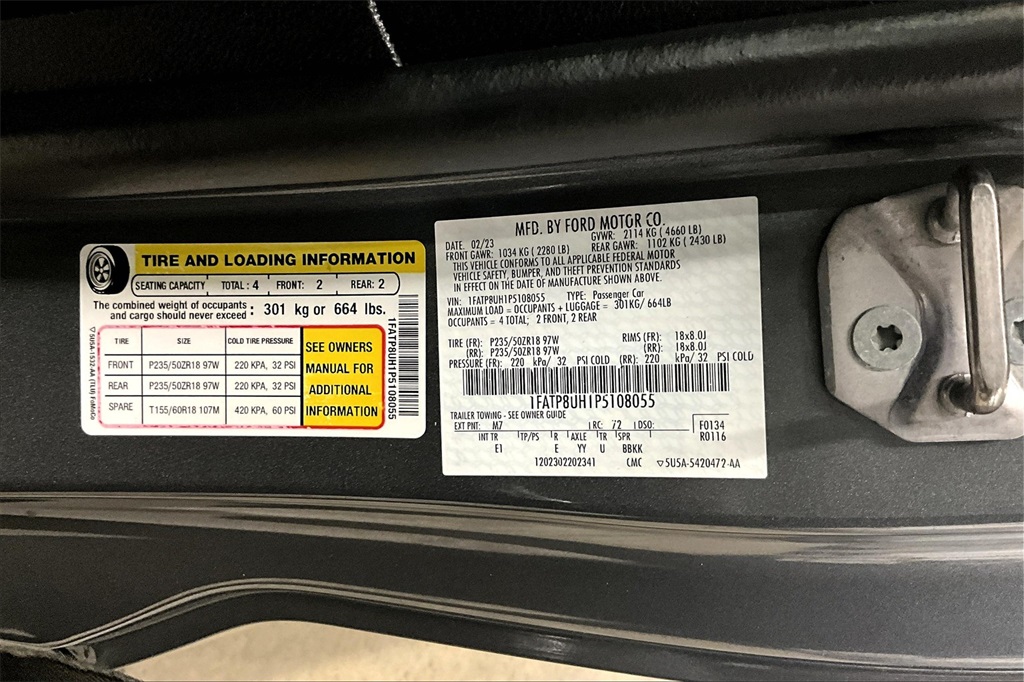 TIRE AND LOADING INFORMATION
SEATING CAPACITY TOTAL: 4 FRONT: 2 REAR: 2
The combined weight of occupants
and cargo should never exceed : 301 kg or 664 lbs.
TIRE SIZE COLD TIRE PRESSURE
FRONT P235/50ZR18 97W 220 KPA, 32 PSI
REAR P235/50ZR18 97W 220 KPA, 32 PSI
SPARE T155/60R18 107M 420 KPA, 60 PSI
SEE OWNERS
MANUAL FOR
ADDITIONAL
INFORMATION
1FATP8UH1P5108055
▽5U5A-1532-AA (TLU) FoMoCo
MFD. BY FORD MOTOR CO.
DATE: 02/23 GVWR: 2114 KG ( 4660 LB)
FRONT GAWR: 1034 KG ( 2280 LB) REAR GAWR: 1102 KG ( 2430 LB)
THIS VEHICLE CONFORMS TO ALL APPLICABLE FEDERAL MOTOR
VEHICLE SAFETY, BUMPER, AND THEFT PREVENTION STANDARDS
IN EFFECT ON THE DATE OF MANUFACTURE SHOWN ABOVE.
VIN: 1FATP8UH1P5108055 TYPE: Passenger Car
MAXIMUM LOAD = OCCUPANTS + LUGGAGE = 301KG/ 664LB
OCCUPANTS = 4 TOTAL; 2 FRONT, 2 REAR
TIRE (FR): P235/50ZR18 97W RIMS (FR): 18x8.0J
(RR): P235/50ZR18 97W (RR): 18x8.0J
PRESSURE (FR): 220 kPa/ 32 PSI COLD (RR): 220 kPa/ 32 PSI COLD
1FATP8UH1P5108055
TRAILER TOWING - SEE OWNER GUIDE
EXT PNT: M7 RC: 72 DSO: F0134
R0116
INT TR TP/PS R AXLE TR SPR
E1 E YY U BBKK
1202302202341 CMC ▽5U5A-5420472-AA